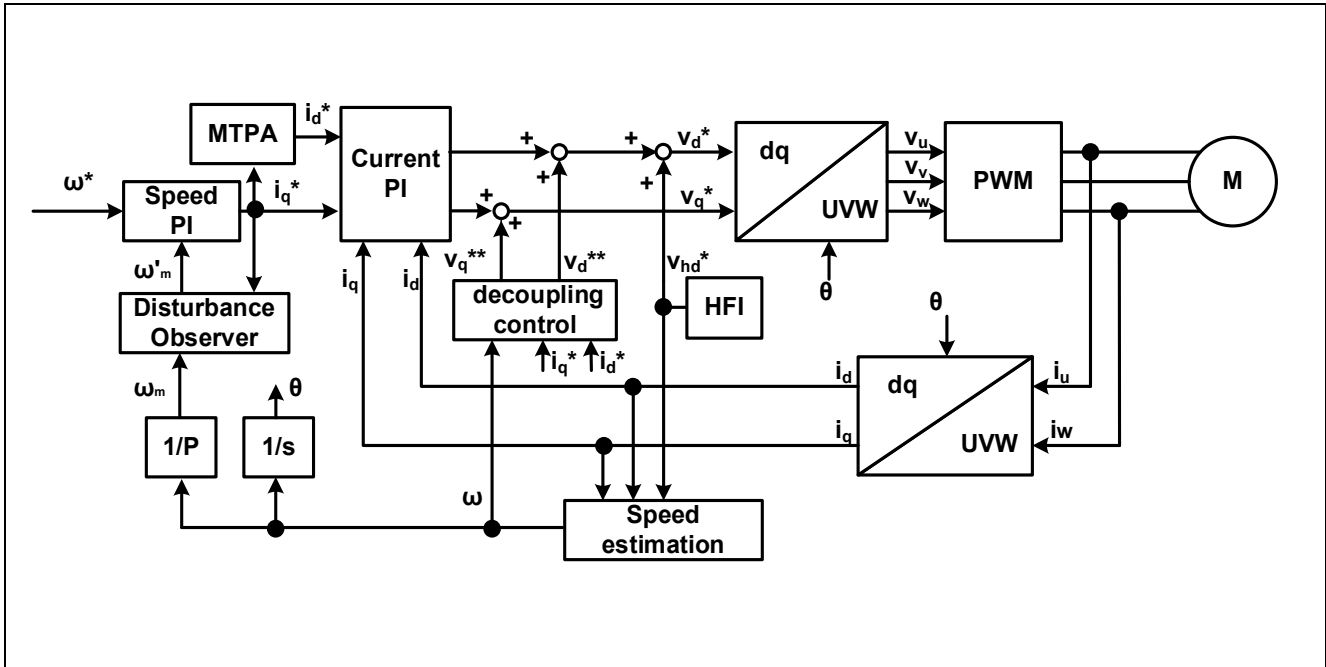 MTPA
i_d*
Current
PI
ω*
Speed
PI
i_q*
+
+
+
+
+
+
v_d*
v_q*
dq
UVW
θ
v_u
v_v
v_w
PWM
M
ω'_m
Disturbance
Observer
i_q
i_d
v_q**
v_d**
decoupling
control
i_q*
i_d*
v_hd*
HFI
θ
i_d
i_q
dq
UVW
i_u
i_w
ω_m
θ
1/P
1/s
ω
Speed
estimation